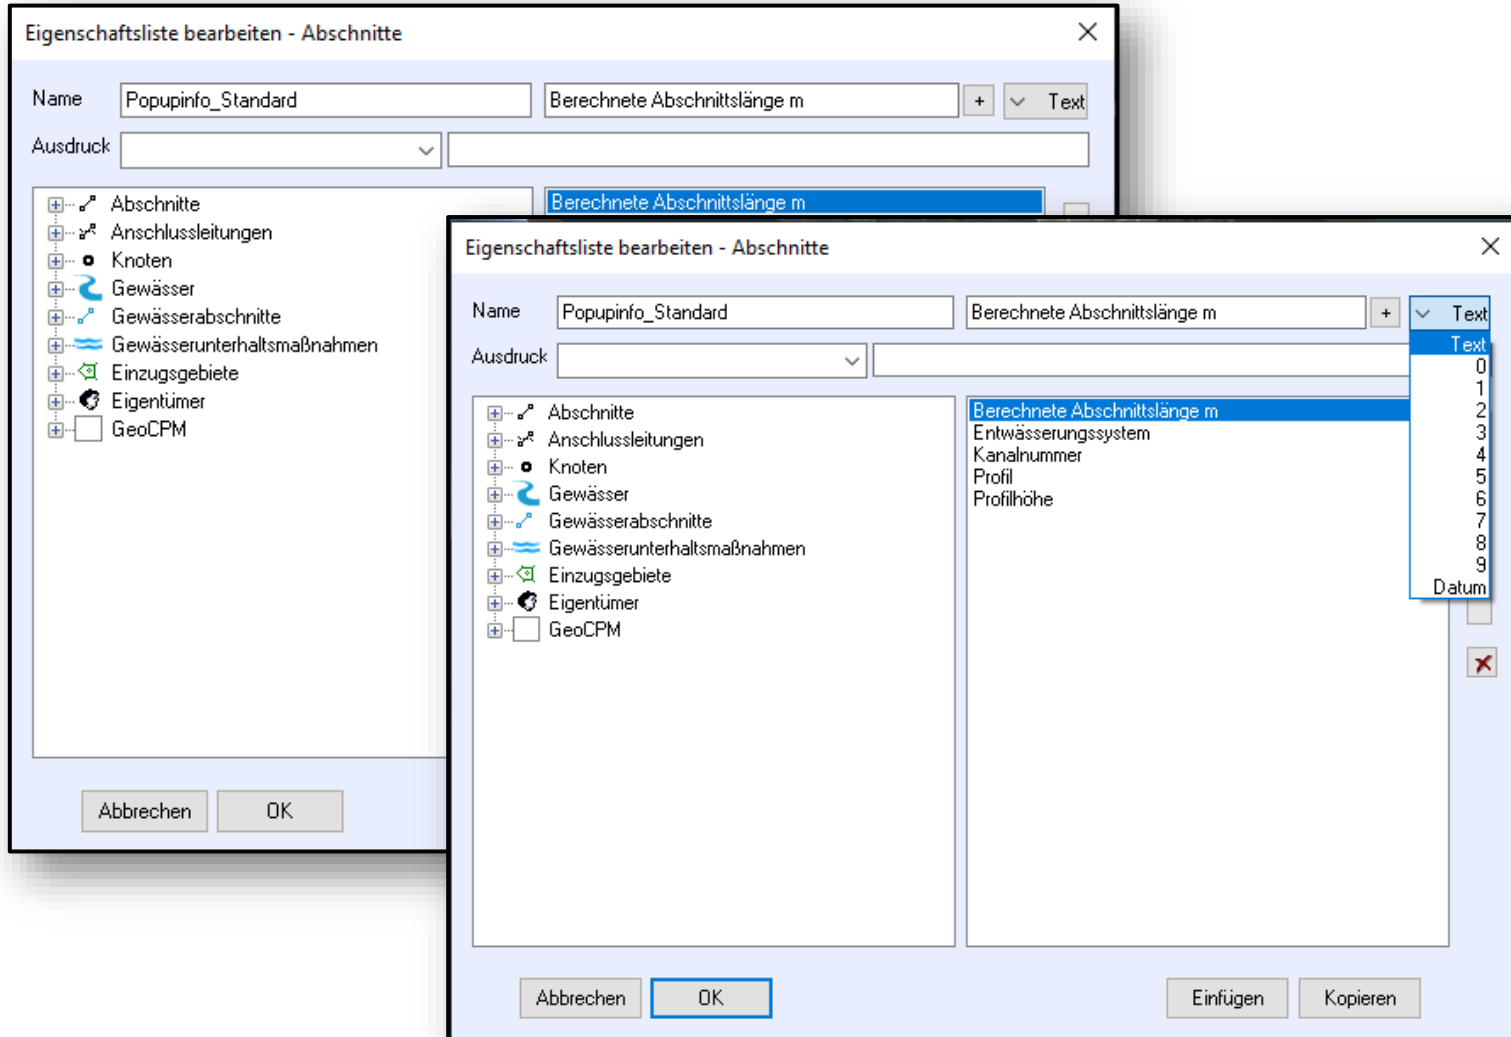 Eigenschaftsliste bearbeiten - Abschnitte
Name Popupinfo_Standard Berechnete Abschnittslänge m + Text
Ausdruck
Abschnitte
Anschlussleitungen
Knoten
Gewässer
Gewässerabschnitte
Gewässerunterhaltsmaßnahmen
Einzugsgebiete
Eigentümer
GeoCPM
Berechnete Abschnittslänge m
Abbrechen OK
Eigenschaftsliste bearbeiten - Abschnitte
Name Popupinfo_Standard Berechnete Abschnittslänge m + Text
Ausdruck
Abschnitte
Anschlussleitungen
Knoten
Gewässer
Gewässerabschnitte
Gewässerunterhaltsmaßnahmen
Einzugsgebiete
Eigentümer
GeoCPM
Berechnete Abschnittslänge m
Entwässerungssystem
Kanalnummer
Profil
Profilhöhe
Text
0
1
2
3
4
5
6
7
8
9
Datum
Abbrechen OK Einfügen Kopieren